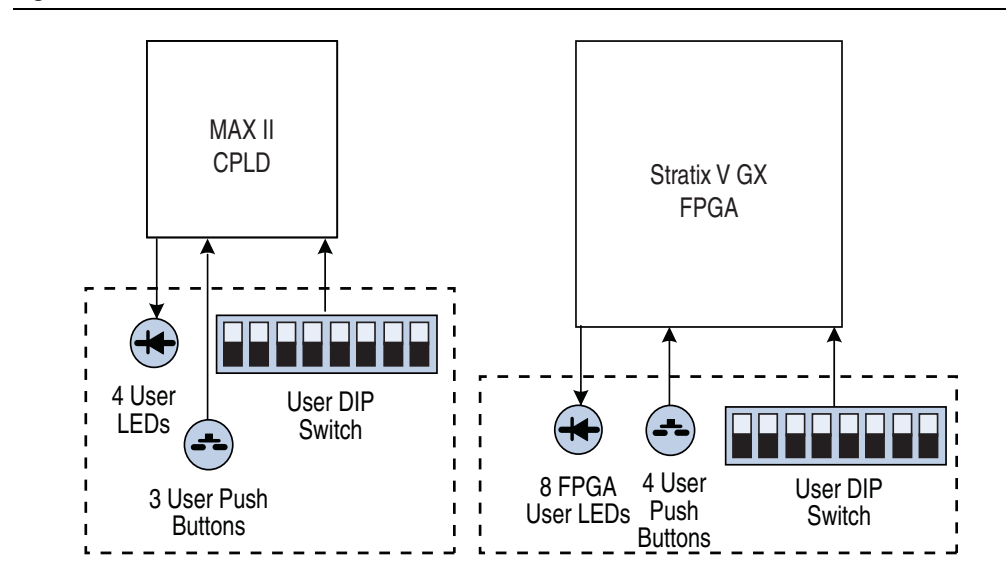 MAX II
CPLD
Stratix V GX
FPGA
4 User
LEDs
User DIP
Switch
3 User Push
Buttons
8 FPGA
User LEDs
4 User
Push
Buttons
User DIP
Switch